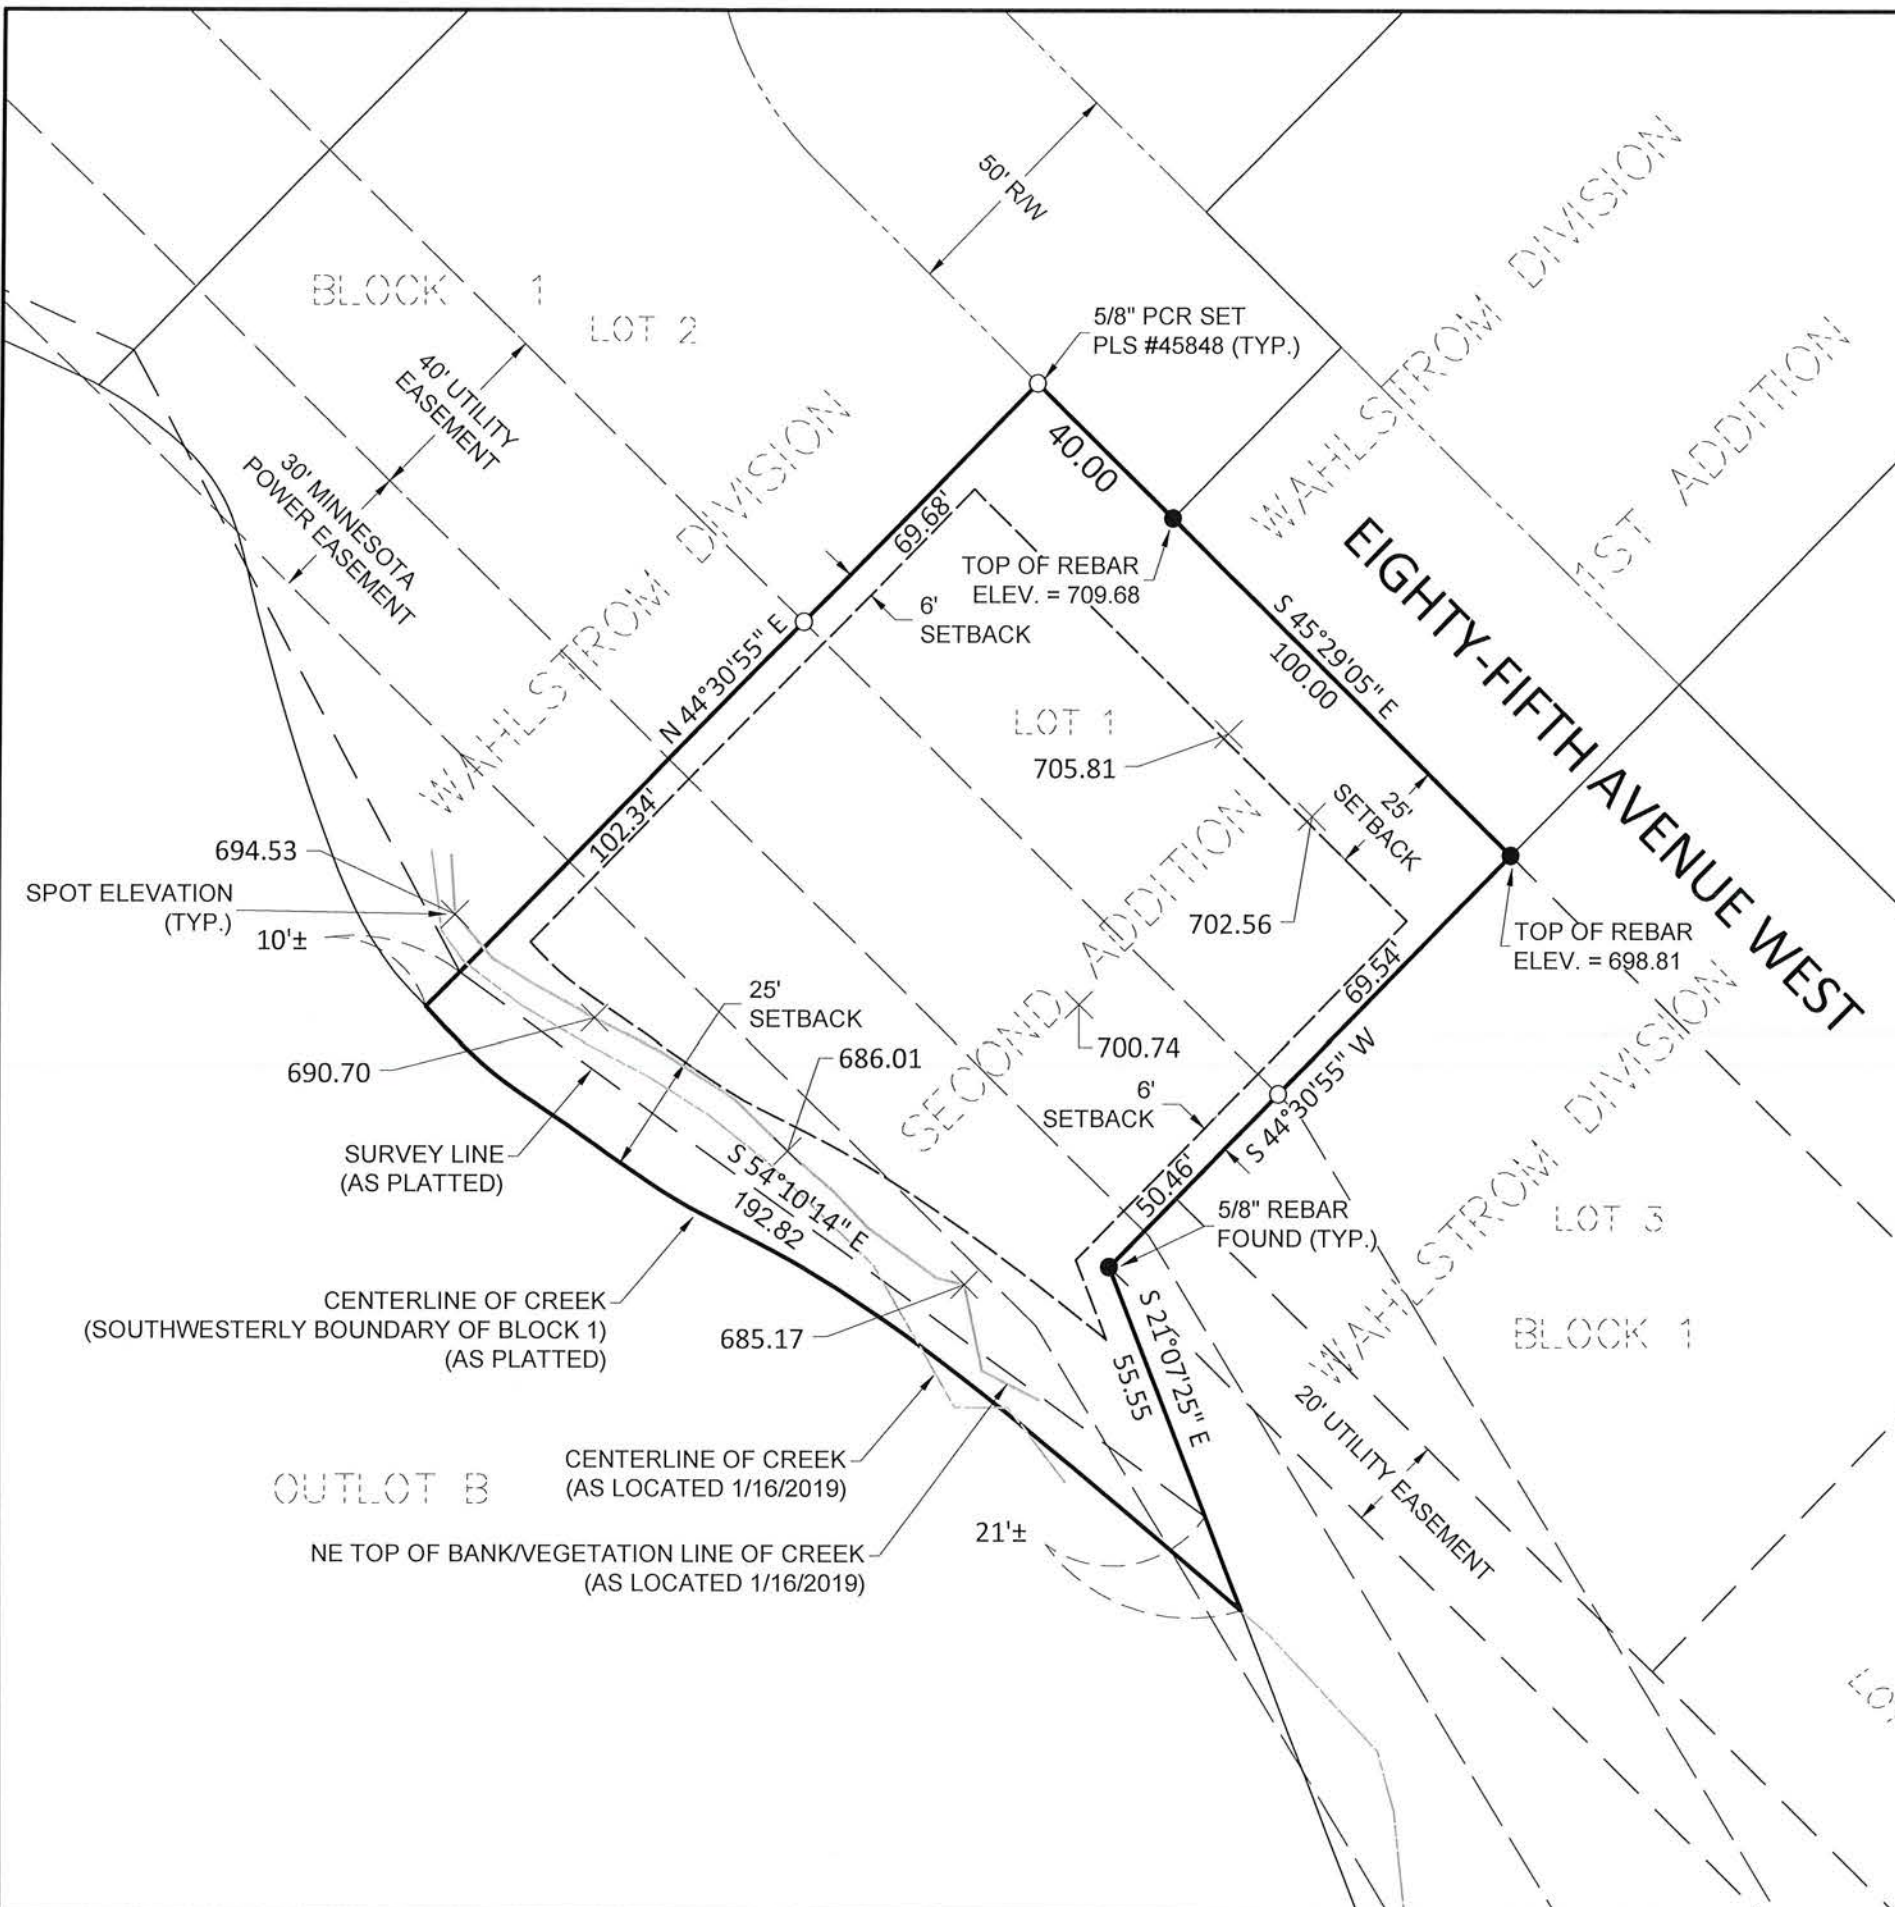 50' R/W
BLOCK 1
LOT 2
5/8" PCR SET
PLS #45848 (TYP.)
40' UTILITY
EASEMENT
30' MINNESOTA
POWER EASEMENT
WAHLSTROM DIVISION
WAHLSTROM DIVISION
1ST ADDITION
40.00
69.68'
TOP OF REBAR
ELEV. = 709.68
6'
SETBACK
EIGHTY-FIFTH AVENUE WEST
S 45°29'05" E
100.00
N 44°30'55" E
LOT 1
705.81
25'
SETBACK
102.34'
694.53
SPOT ELEVATION
(TYP.)
10'±
702.56
TOP OF REBAR
ELEV. = 698.81
69.54'
25'
SETBACK
SECOND ADDITION
700.74
686.01
690.70
6'
SETBACK
S 44°30'55" W
WAHLSTROM DIVISION
SURVEY LINE
(AS PLATTED)
S 54°10'14" E
192.82
50.46'
5/8" REBAR
FOUND (TYP.)
LOT 3
BLOCK 1
CENTERLINE OF CREEK
(SOUTHWESTERLY BOUNDARY OF BLOCK 1)
(AS PLATTED)
685.17
S 21°07'25" E
55.55
20' UTILITY EASEMENT
OUTLOT B
CENTERLINE OF CREEK
(AS LOCATED 1/16/2019)
21'±
NE TOP OF BANK/VEGETATION LINE OF CREEK
(AS LOCATED 1/16/2019)